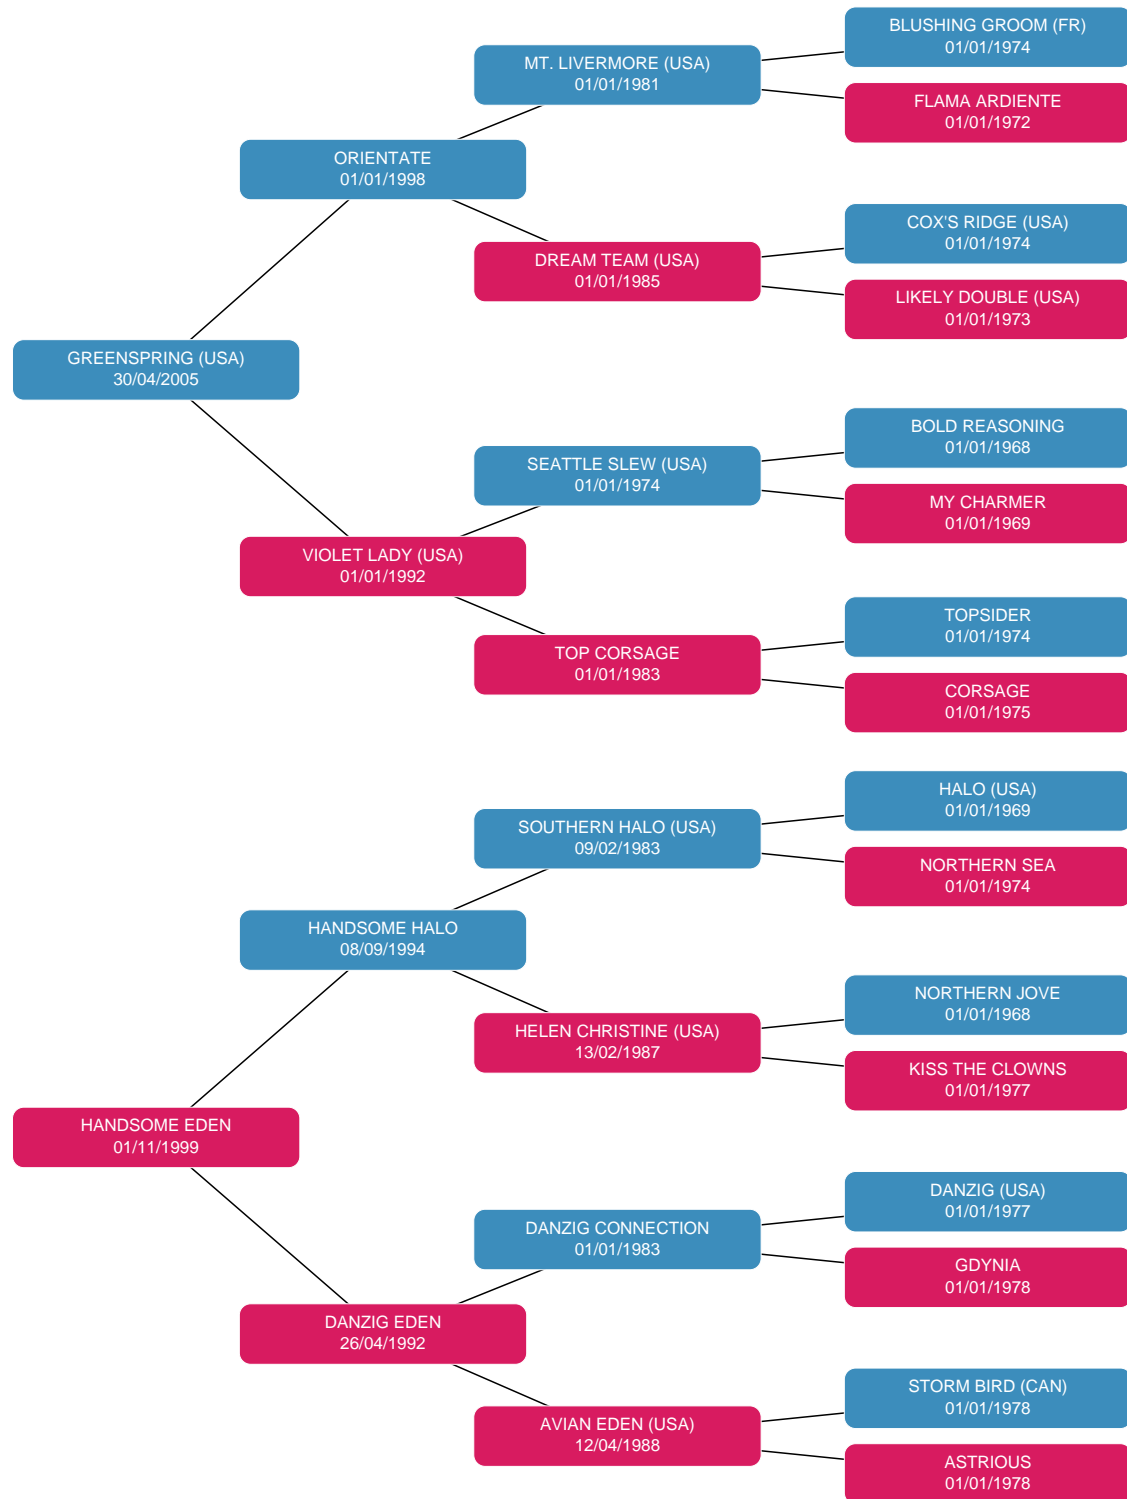 BLUSHING GROOM (FR)
01/01/1974
MT. LIVERMORE (USA)
01/01/1981
FLAMA ARDIENTE
01/01/1972
ORIENTATE
01/01/1998
COX'S RIDGE (USA)
01/01/1974
DREAM TEAM (USA)
01/01/1985
LIKELY DOUBLE (USA)
01/01/1973
GREENSPRING (USA)
30/04/2005
BOLD REASONING
01/01/1968
SEATTLE SLEW (USA)
01/01/1974
MY CHARMER
01/01/1969
VIOLET LADY (USA)
01/01/1992
TOPSIDER
01/01/1974
TOP CORSAGE
01/01/1983
CORSAGE
01/01/1975
HALO (USA)
01/01/1969
SOUTHERN HALO (USA)
09/02/1983
NORTHERN SEA
01/01/1974
HANDSOME HALO
08/09/1994
NORTHERN JOVE
01/01/1968
HELEN CHRISTINE (USA)
13/02/1987
KISS THE CLOWNS
01/01/1977
HANDSOME EDEN
01/11/1999
DANZIG (USA)
01/01/1977
DANZIG CONNECTION
01/01/1983
GDYNIA
01/01/1978
DANZIG EDEN
26/04/1992
STORM BIRD (CAN)
01/01/1978
AVIAN EDEN (USA)
12/04/1988
ASTRIOUS
01/01/1978